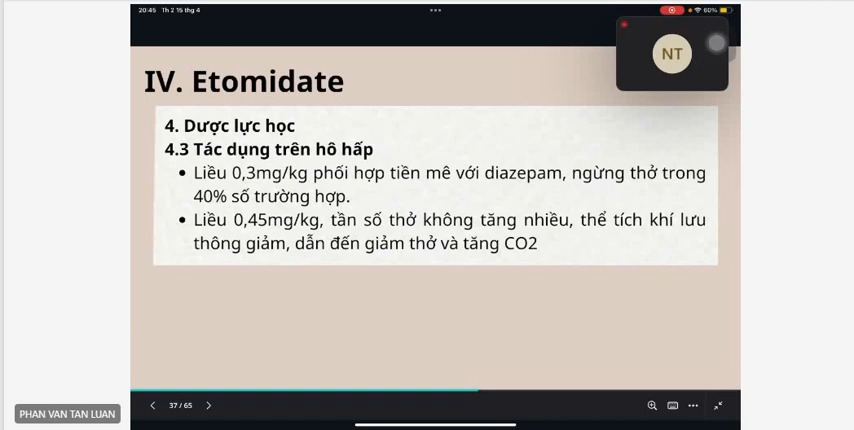 20:45 Th 2 15 thg 4
60%
NT
IV. Etomidate
4. Dược lực học
4.3 Tác dụng trên hô hấp
• Liều 0,3mg/kg phối hợp tiền mê với diazepam, ngừng thở trong
40% số trường hợp.
• Liều 0,45mg/kg, tần số thở không tăng nhiều, thể tích khí lưu
thông giảm, dẫn đến giảm thở và tăng CO2
37 / 65
PHAN VAN TAN LUAN